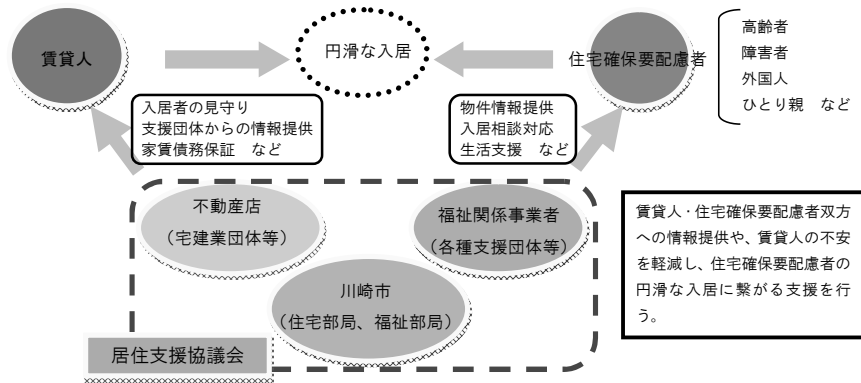 賃貸人
円滑な入居
住宅確保要配慮者
高齢者
障害者
外国人
ひとり親　など
入居者の見守り
支援団体からの情報提供
家賃債務保証　など
物件情報提供
入居相談対応
生活支援　など
不動産店
（宅建業団体等）
福祉関係事業者
（各種支援団体等）
川崎市
（住宅部局、福祉部局）
居住支援協議会
賃貸人・住宅確保要配慮者双方
への情報提供や、賃貸人の不安
を軽減し、住宅確保要配慮者の
円滑な入居に繋がる支援を行
う。